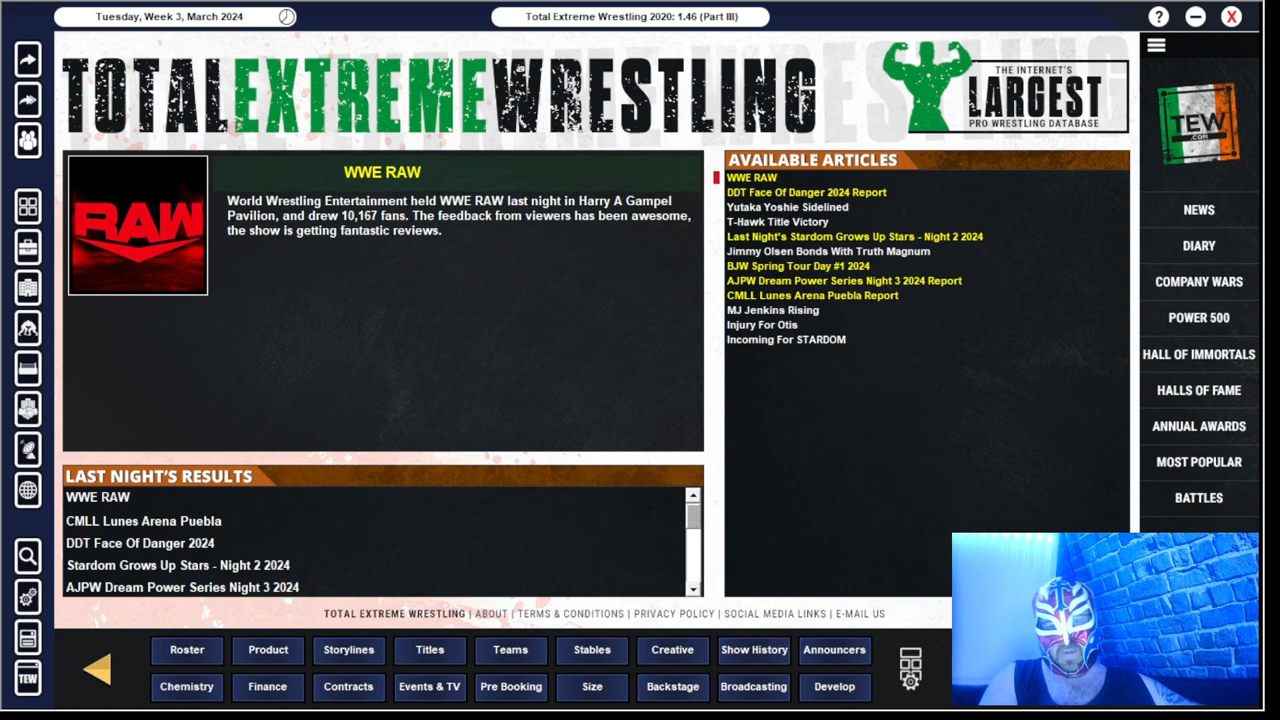 Tuesday, Week 3, March 2024
Total Extreme Wrestling 2020: 1.46 (Part III)
?
X
TOTALEXTREMEWRESTLING
THE INTERNET'S
LARGEST
PRO WRESTLING DATABASE
TEW
.COM
RAW
WWE RAW
World Wrestling Entertainment held WWE RAW last night in Harry A Gampel
Pavilion, and drew 10,167 fans. The feedback from viewers has been awesome,
the show is getting fantastic reviews.
AVAILABLE ARTICLES
WWE RAW
DDT Face Of Danger 2024 Report
Yutaka Yoshie Sidelined
T-Hawk Title Victory
Last Night's Stardom Grows Up Stars - Night 2 2024
Jimmy Olsen Bonds With Truth Magnum
BJW Spring Tour Day #1 2024
AJPW Dream Power Series Night 3 2024 Report
CMLL Lunes Arena Puebla Report
MJ Jenkins Rising
Injury For Otis
Incoming For STARDOM
NEWS
DIARY
COMPANY WARS
POWER 500
HALL OF IMMORTALS
HALLS OF FAME
ANNUAL AWARDS
MOST POPULAR
BATTLES
LAST NIGHT'S RESULTS
WWE RAW
CMLL Lunes Arena Puebla
DDT Face Of Danger 2024
Stardom Grows Up Stars - Night 2 2024
AJPW Dream Power Series Night 3 2024
TOTAL EXTREME WRESTLING | ABOUT | TERMS & CONDITIONS | PRIVACY POLICY | SOCIAL MEDIA LINKS | E-MAIL US
Roster Product Storylines Titles Teams Stables Creative Show History Announcers
Chemistry Finance Contracts Events & TV Pre Booking Size Backstage Broadcasting Develop
TEW